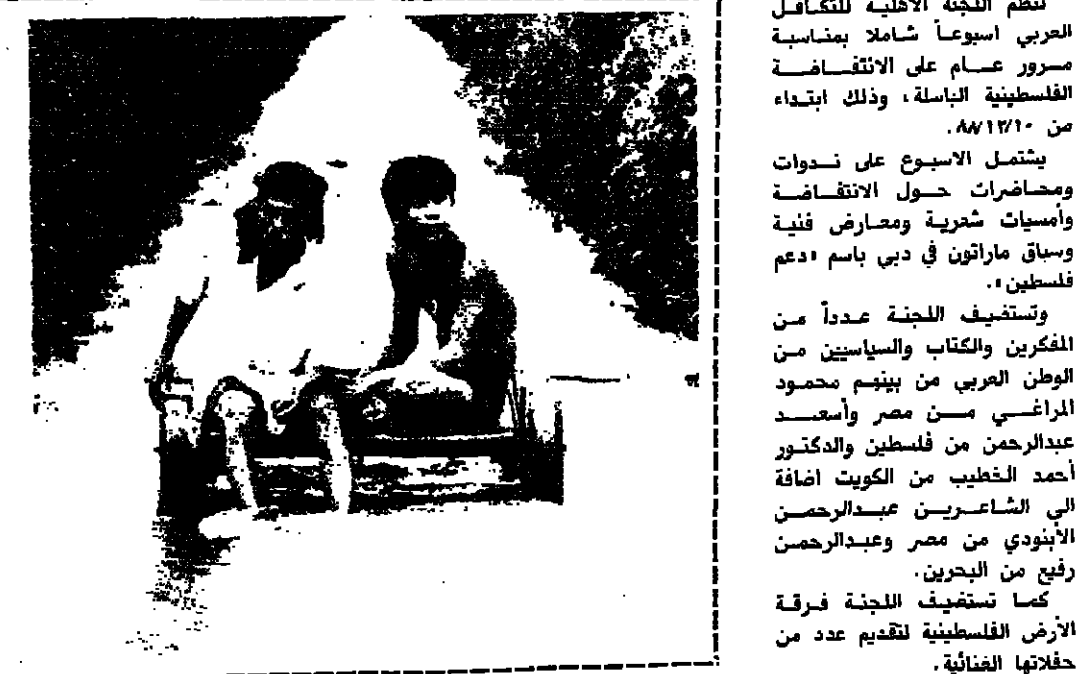 تنظم اللجنة الأهلية للتكافل
العربي اسبوعاً شاملا بمناسبة
مرور عام على الانتفاضة
الفلسطينية الباسلة، وذلك ابتداء
من ٨٨/١٢/١٠.
يشتمل الاسبوع على ندوات
ومحاضرات حول الانتفاضة
وأمسيات شعرية ومعارض فنية
وسباق ماراثون في دبي باسم «دعم
فلسطين».
وتستضيف اللجنة عدداً من
المفكرين والكتاب والسياسيين من
الوطن العربي من بينهم محمود
المراغي من مصر وأسعد
عبدالرحمن من فلسطين والدكتور
أحمد الخطيب من الكويت اضافة
الى الشاعرين عبدالرحمن
الأبنودي من مصر وعبدالرحمن
رفيع من البحرين.
كما تستضيف اللجنة فرقة
الأرض الفلسطينية لتقديم عدد من
حفلاتها الغنائية.